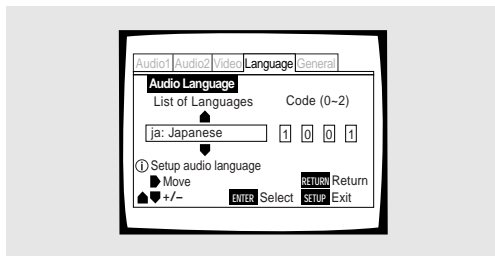 Audio1 Audio2 Video Language General
Audio Language
List of Languages Code (0~2)
ja: Japanese 1 0 0 1
i Setup audio language
Move RETURN Return
+/– ENTER Select SETUP Exit